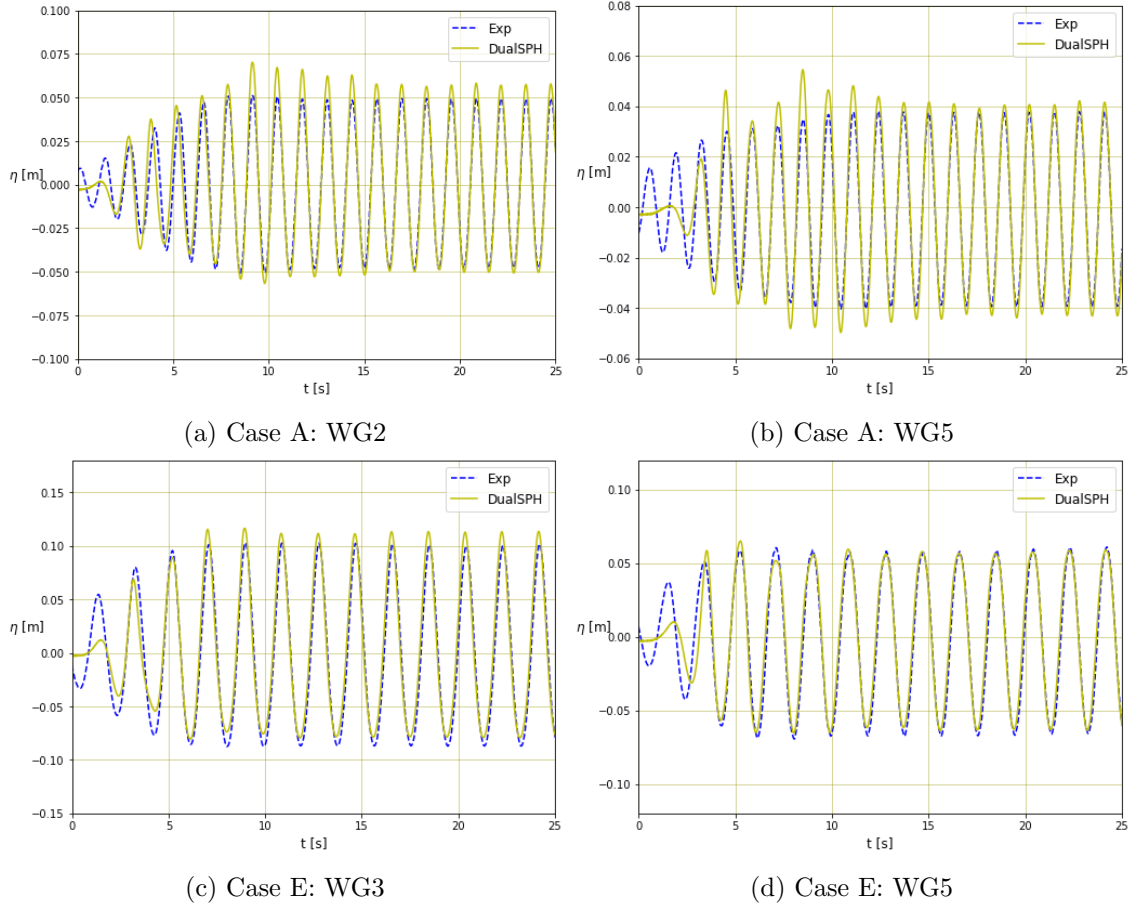 0.100
0.075
0.050
0.025
0.000
−0.025
−0.050
−0.075
−0.100
η [m]
0
5
10
15
20
25
t [s]
Exp
DualSPH
(a) Case A: WG2
0.08
0.06
0.04
0.02
0.00
−0.02
−0.04
−0.06
η [m]
0
5
10
15
20
25
t [s]
Exp
DualSPH
(b) Case A: WG5
0.15
0.10
0.05
0.00
−0.05
−0.10
−0.15
η [m]
0
5
10
15
20
25
t [s]
Exp
DualSPH
(c) Case E: WG3
0.10
0.05
0.00
−0.05
−0.10
η [m]
0
5
10
15
20
25
t [s]
Exp
DualSPH
(d) Case E: WG5